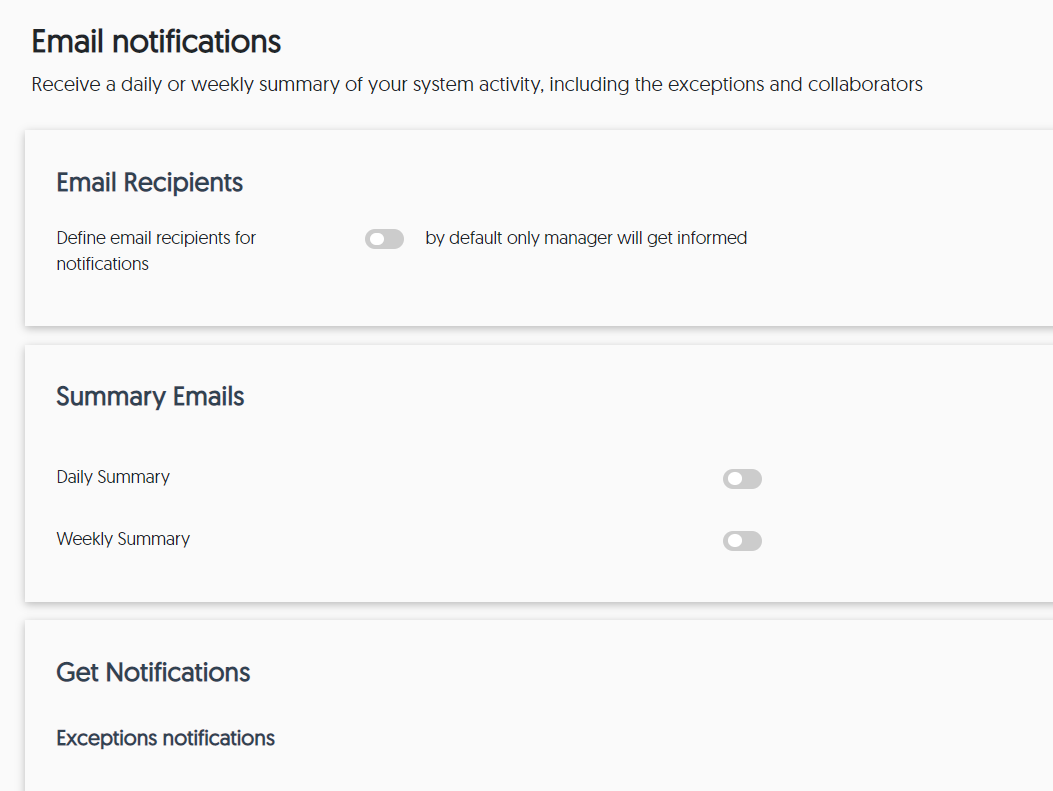 Email notifications
Receive a daily or weekly summary of your system activity, including the exceptions and collaborators
Email Recipients
Define email recipients for
notifications
by default only manager will get informed
Summary Emails
Daily Summary
Weekly Summary
Get Notifications
Exceptions notifications